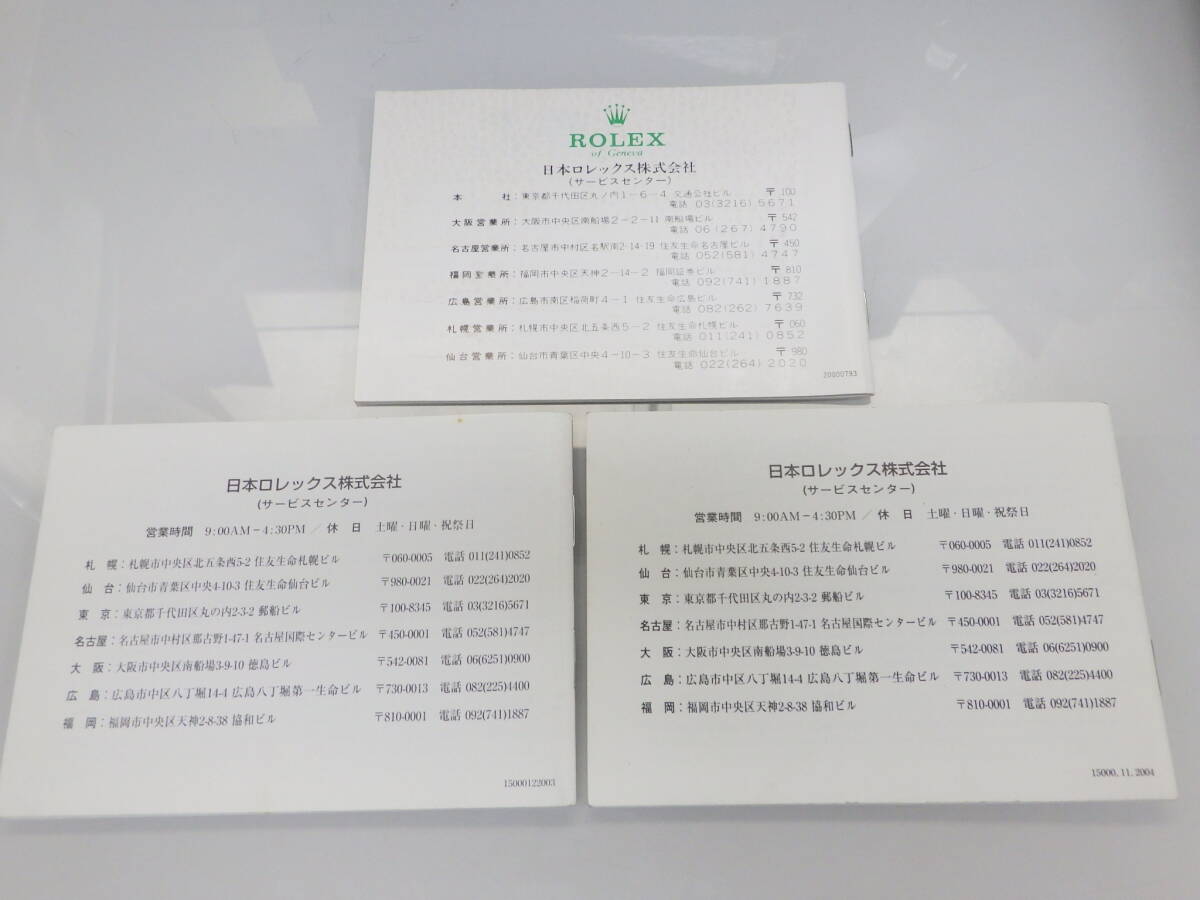 ROLEX
of Geneva
日本ロレックス株式会社
(サービスセンター)
本 社：東京都千代田区丸ノ内1-6-4 交通公社ビル 〒100
電話 03(3216)5671
大阪営業所：大阪市中央区南船場2-2-11 南船場ビル 〒542
電話 06(267)4790
名古屋営業所：名古屋市中村区名駅南2-14-19 住友生命名古屋ビル 〒450
電話 052(581)4747
福岡営業所：福岡市中央区天神2-14-2 福岡証券ビル 〒810
電話 092(741)1887
広島営業所：広島市南区稲荷町4-1 住友生命広島ビル 〒732
電話 082(262)7639
札幌営業所：札幌市中央区北五条西5-2 住友生命札幌ビル 〒060
電話 011(241)0852
仙台営業所：仙台市青葉区中央4-10-3 住友生命仙台ビル 〒980
電話 022(264)2020
20000793
日本ロレックス株式会社
(サービスセンター)
営業時間 9:00AM-4:30PM / 休 日 土曜・日曜・祝祭日
札 幌：札幌市中央区北五条西5-2 住友生命札幌ビル 〒060-0005 電話 011(241)0852
仙 台：仙台市青葉区中央4-10-3 住友生命仙台ビル 〒980-0021 電話 022(264)2020
東 京：東京都千代田区丸の内2-3-2 郵船ビル 〒100-8345 電話 03(3216)5671
名古屋：名古屋市中村区那古野1-47-1 名古屋国際センタービル 〒450-0001 電話 052(581)4747
大 阪：大阪市中央区南船場3-9-10 徳島ビル 〒542-0081 電話 06(6251)0900
広 島：広島市中区八丁堀14-4 広島八丁堀第一生命ビル 〒730-0013 電話 082(225)4400
福 岡：福岡市中央区天神2-8-38 協和ビル 〒810-0001 電話 092(741)1887
15000122003
日本ロレックス株式会社
(サービスセンター)
営業時間 9:00AM-4:30PM / 休 日 土曜・日曜・祝祭日
札 幌：札幌市中央区北五条西5-2 住友生命札幌ビル 〒060-0005 電話 011(241)0852
仙 台：仙台市青葉区中央4-10-3 住友生命仙台ビル 〒980-0021 電話 022(264)2020
東 京：東京都千代田区丸の内2-3-2 郵船ビル 〒100-8345 電話 03(3216)5671
名古屋：名古屋市中村区那古野1-47-1 名古屋国際センタービル 〒450-0001 電話 052(581)4747
大 阪：大阪市中央区南船場3-9-10 徳島ビル 〒542-0081 電話 06(6251)0900
広 島：広島市中区八丁堀14-4 広島八丁堀第一生命ビル 〒730-0013 電話 082(225)4400
福 岡：福岡市中央区天神2-8-38 協和ビル 〒810-0001 電話 092(741)1887
15000.11.2004